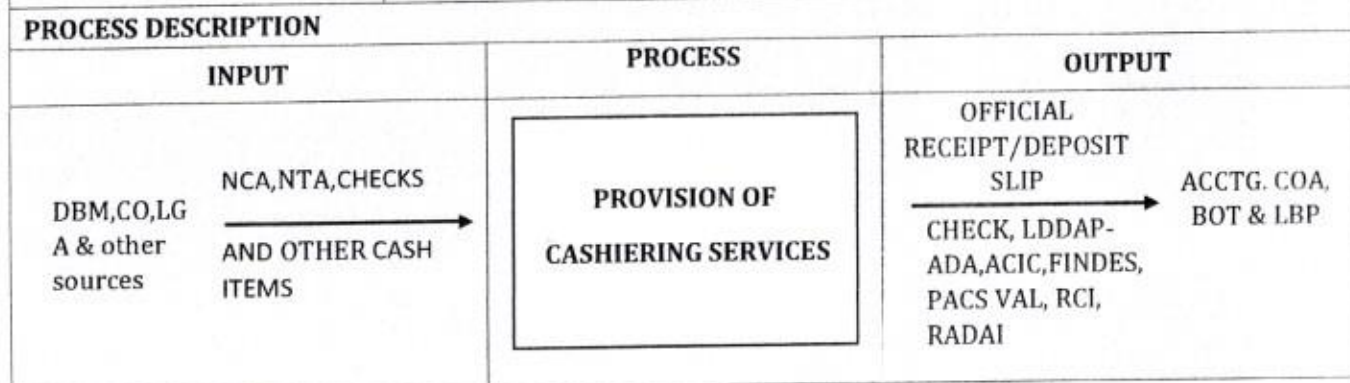 PROCESS DESCRIPTION
INPUT
PROCESS
OUTPUT
DBM,CO,LG
A & other
sources
NCA,NTA,CHECKS
AND OTHER CASH
ITEMS
PROVISION OF
CASHIERING SERVICES
OFFICIAL
RECEIPT/DEPOSIT
SLIP
CHECK, LDDAP-
ADA,ACIC,FINDES,
PACS VAL, RCI,
RADAI
ACCTG. COA,
BOT & LBP